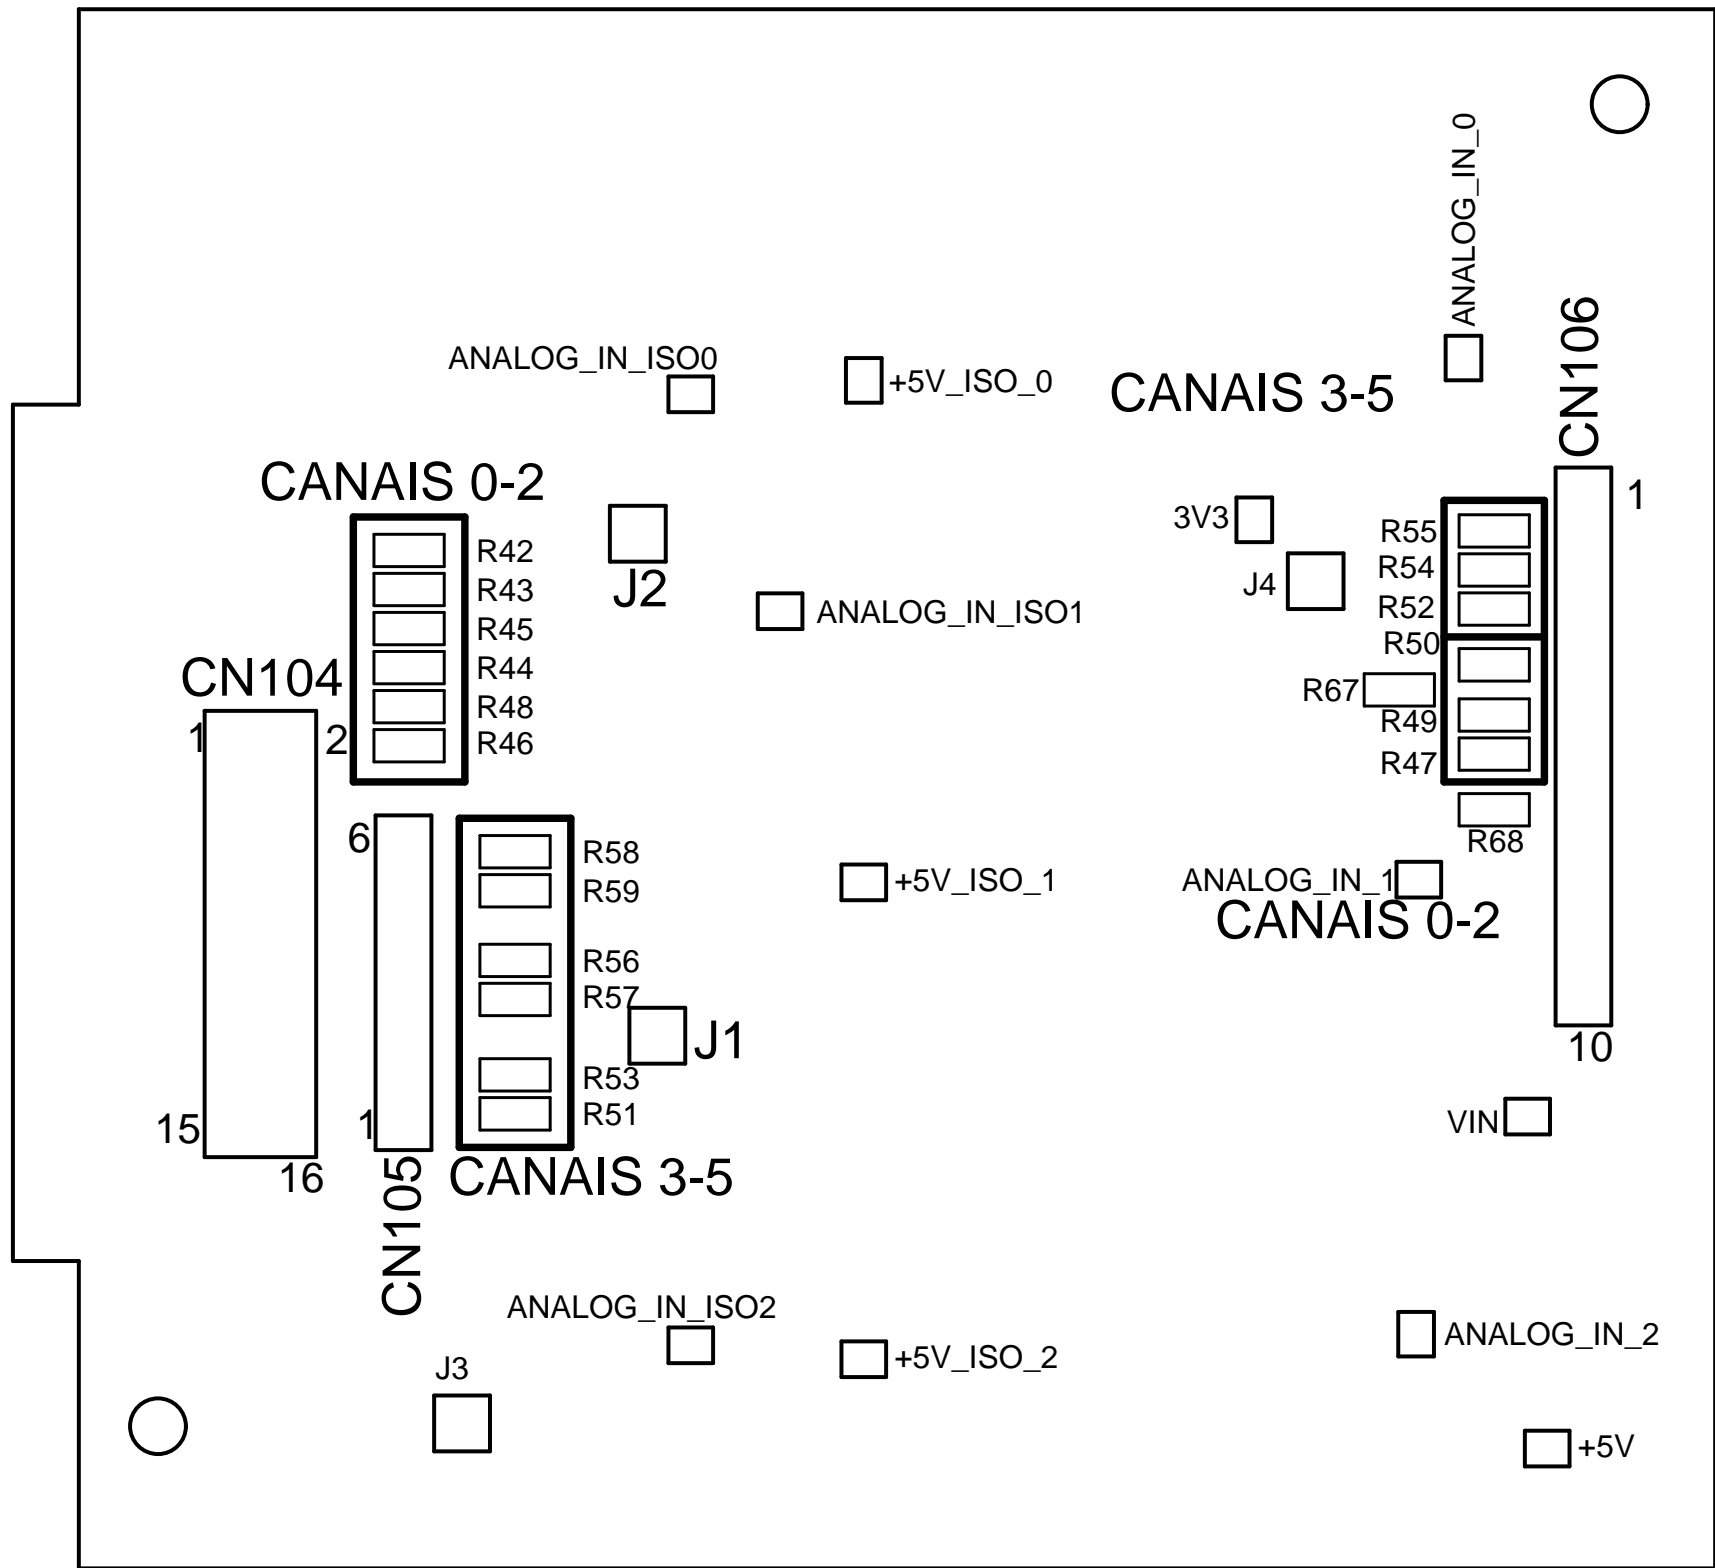 ANALOG_IN_0
CN106
ANALOG_IN_ISO0
+5V_ISO_0
CANAIS 3-5
CANAIS 0-2
1
3V3
R55
R42
J2
R54
J4
R43
R52
ANALOG_IN_ISO1
R45
R50
CN104
R44
R67
R48
R49
1
2
R46
R47
6
R58
R68
R59
+5V_ISO_1
ANALOG_IN_1
CANAIS 0-2
R56
R57
J1
10
R53
R51
1
15
VIN
16
CANAIS 3-5
CN105
ANALOG_IN_ISO2
ANALOG_IN_2
+5V_ISO_2
J3
+5V